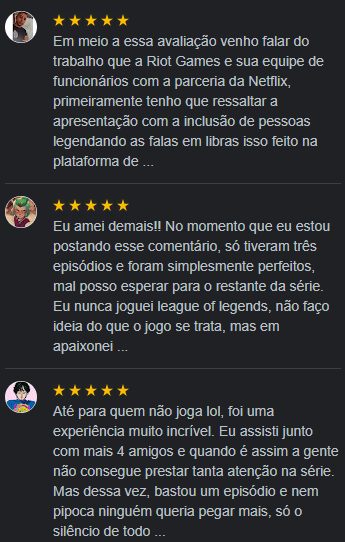 Em meio a essa avaliação venho falar do
trabalho que a Riot Games e sua equipe de
funcionários com a parceria da Netflix,
primeiramente tenho que ressaltar a
apresentação com a inclusão de pessoas
legendando as falas em libras isso feito na
plataforma de ...
Eu amei demais!! No momento que eu estou
postando esse comentário, só tiveram três
episódios e foram simplesmente perfeitos,
mal posso esperar para o restante da série.
Eu nunca joguei league of legends, não faço
ideia do que o jogo se trata, mas em
apaixonei ...
Até para quem não joga lol, foi uma
experiência muito incrível. Eu assisti junto
com mais 4 amigos e quando é assim a gente
não consegue prestar tanta atenção na série.
Mas dessa vez, bastou um episódio e nem
pipoca ninguém queria pegar mais, só o
silêncio de todo ...